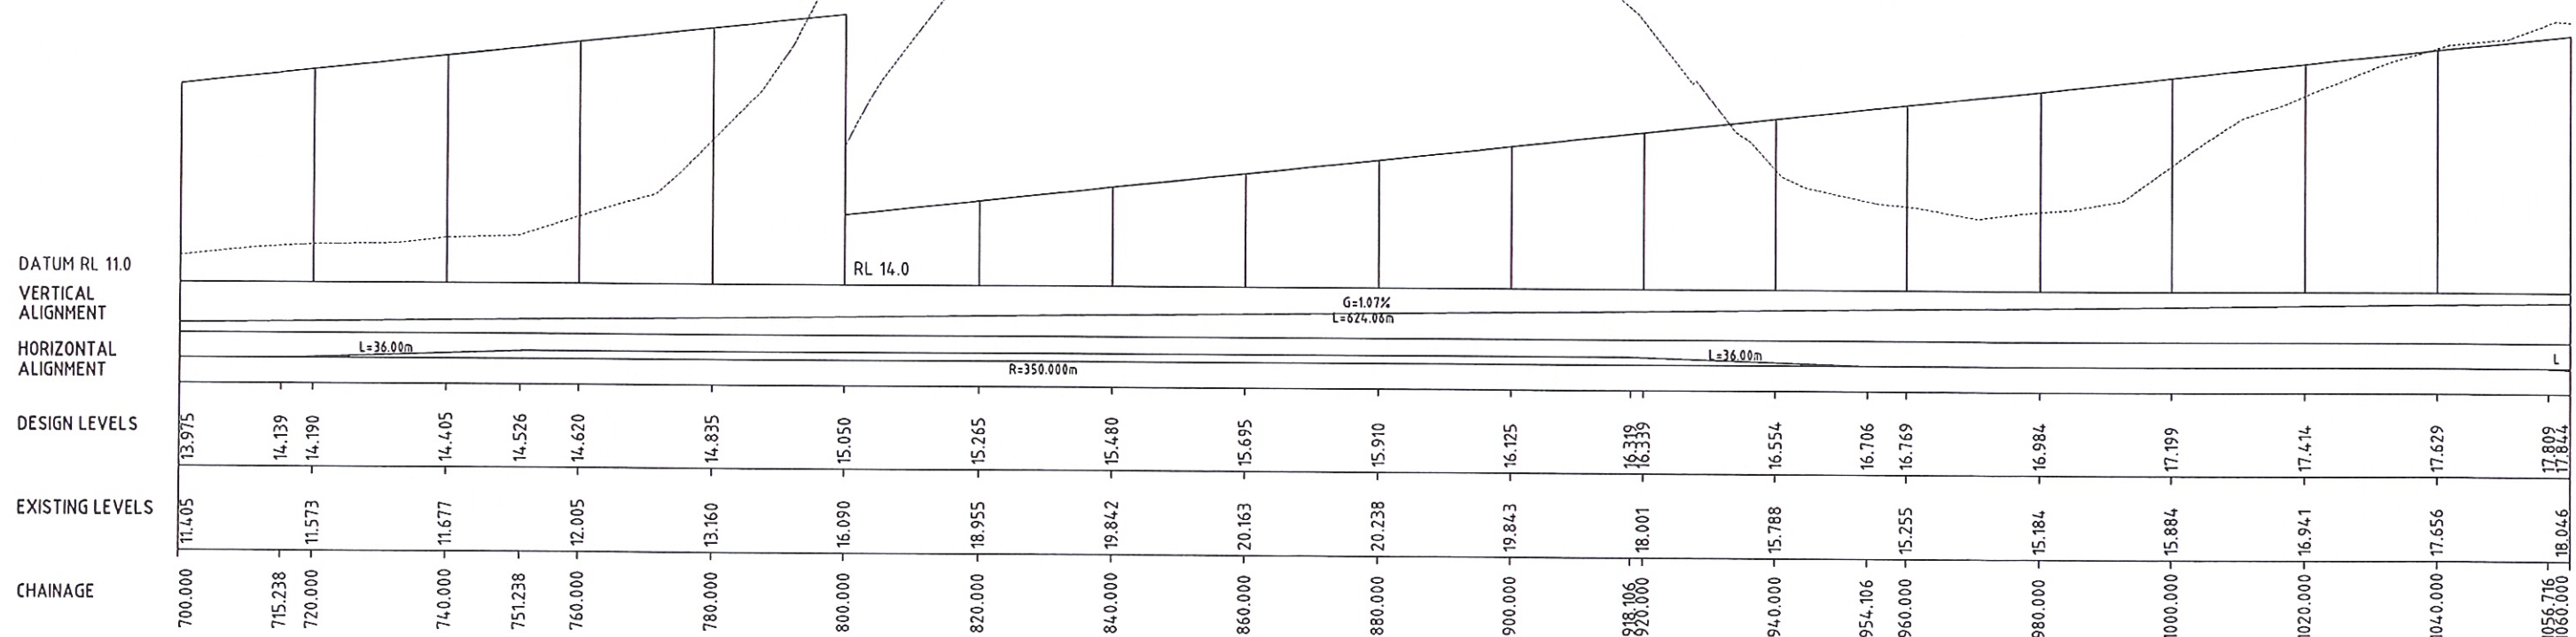 DATUM RL 11.0
RL 14.0
VERTICAL
ALIGNMENT
G=1.07%
L=624.06m
HORIZONTAL
ALIGNMENT
L=36.00m
R=350.000m
L=36.00m
L
DESIGN LEVELS
13.975 14.139 14.190 14.405 14.526 14.620 14.835 15.050 15.265 15.480 15.695 15.910 16.125 16.319 16.339 16.554 16.706 16.769 16.984 17.199 17.414 17.629 17.809 17.844
EXISTING LEVELS
11.405 11.573 11.677 12.005 13.160 16.090 18.955 19.842 20.163 20.238 19.843 18.001 15.788 15.255 15.184 15.884 16.941 17.656 18.046
CHAINAGE
700.000 715.238 720.000 740.000 751.238 760.000 780.000 800.000 820.000 840.000 860.000 880.000 900.000 918.106 920.000 940.000 954.106 960.000 980.000 000.000 020.000 040.000 056.716 060.000